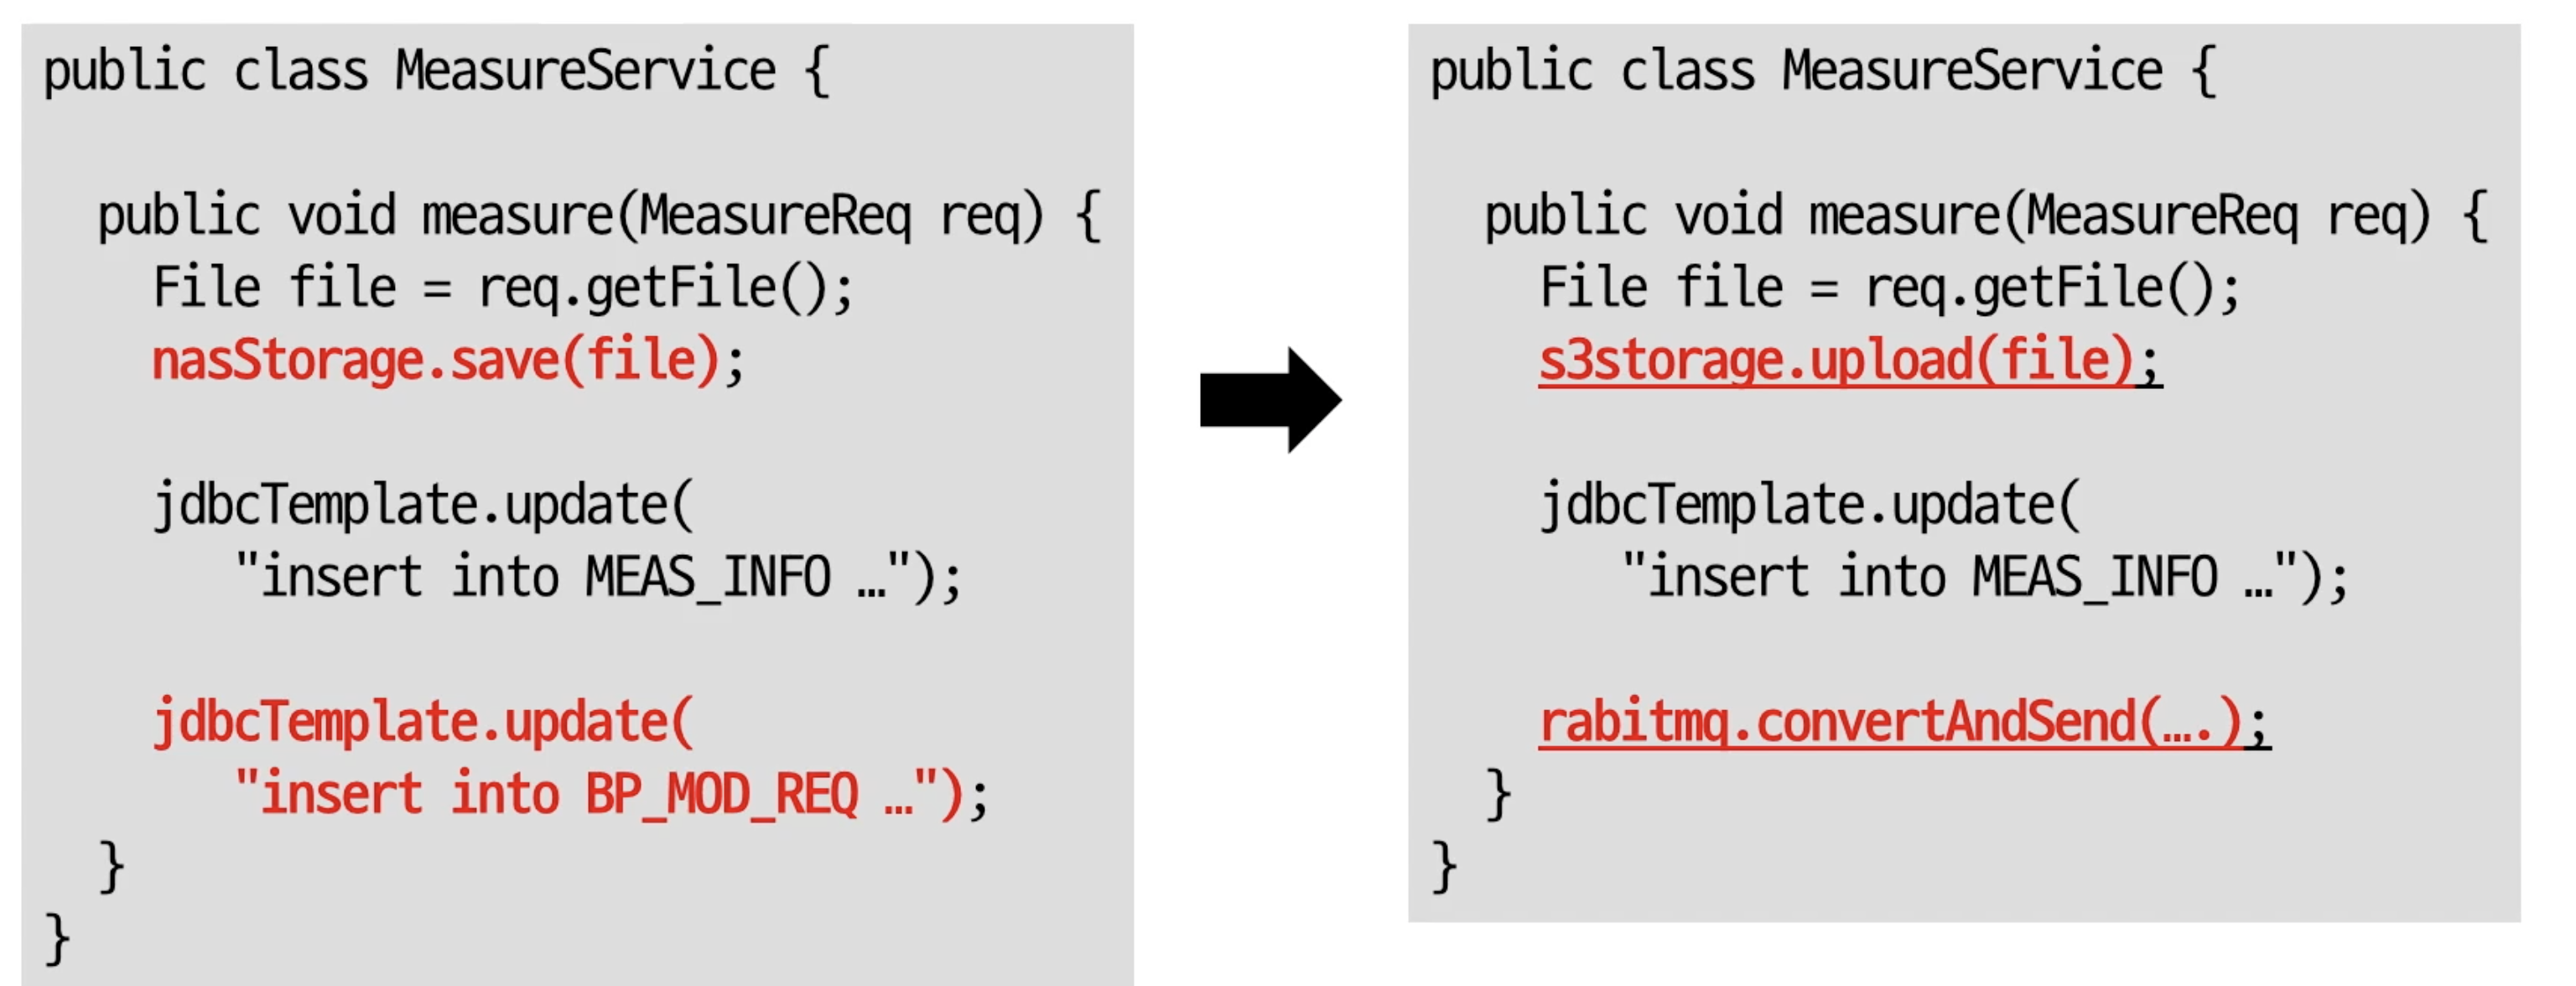 public class MeasureService {
public void measure(MeasureReq req) {
File file = req.getFile();
nasStorage.save(file);
jdbcTemplate.update(
"insert into MEAS_INFO …");
jdbcTemplate.update(
"insert into BP_MOD_REQ …");
}
}
public class MeasureService {
public void measure(MeasureReq req) {
File file = req.getFile();
s3storage.upload(file);
jdbcTemplate.update(
"insert into MEAS_INFO …");
rabitmq.convertAndSend(….);
}
}